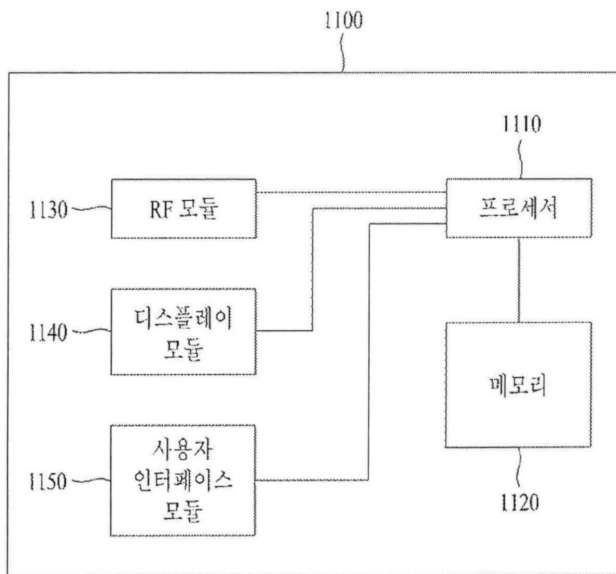 1100
1110
1130
RF 모듈
프로세서
1140
디스플레이
모듈
메모리
1150
사용자
인터페이스
모듈
1120